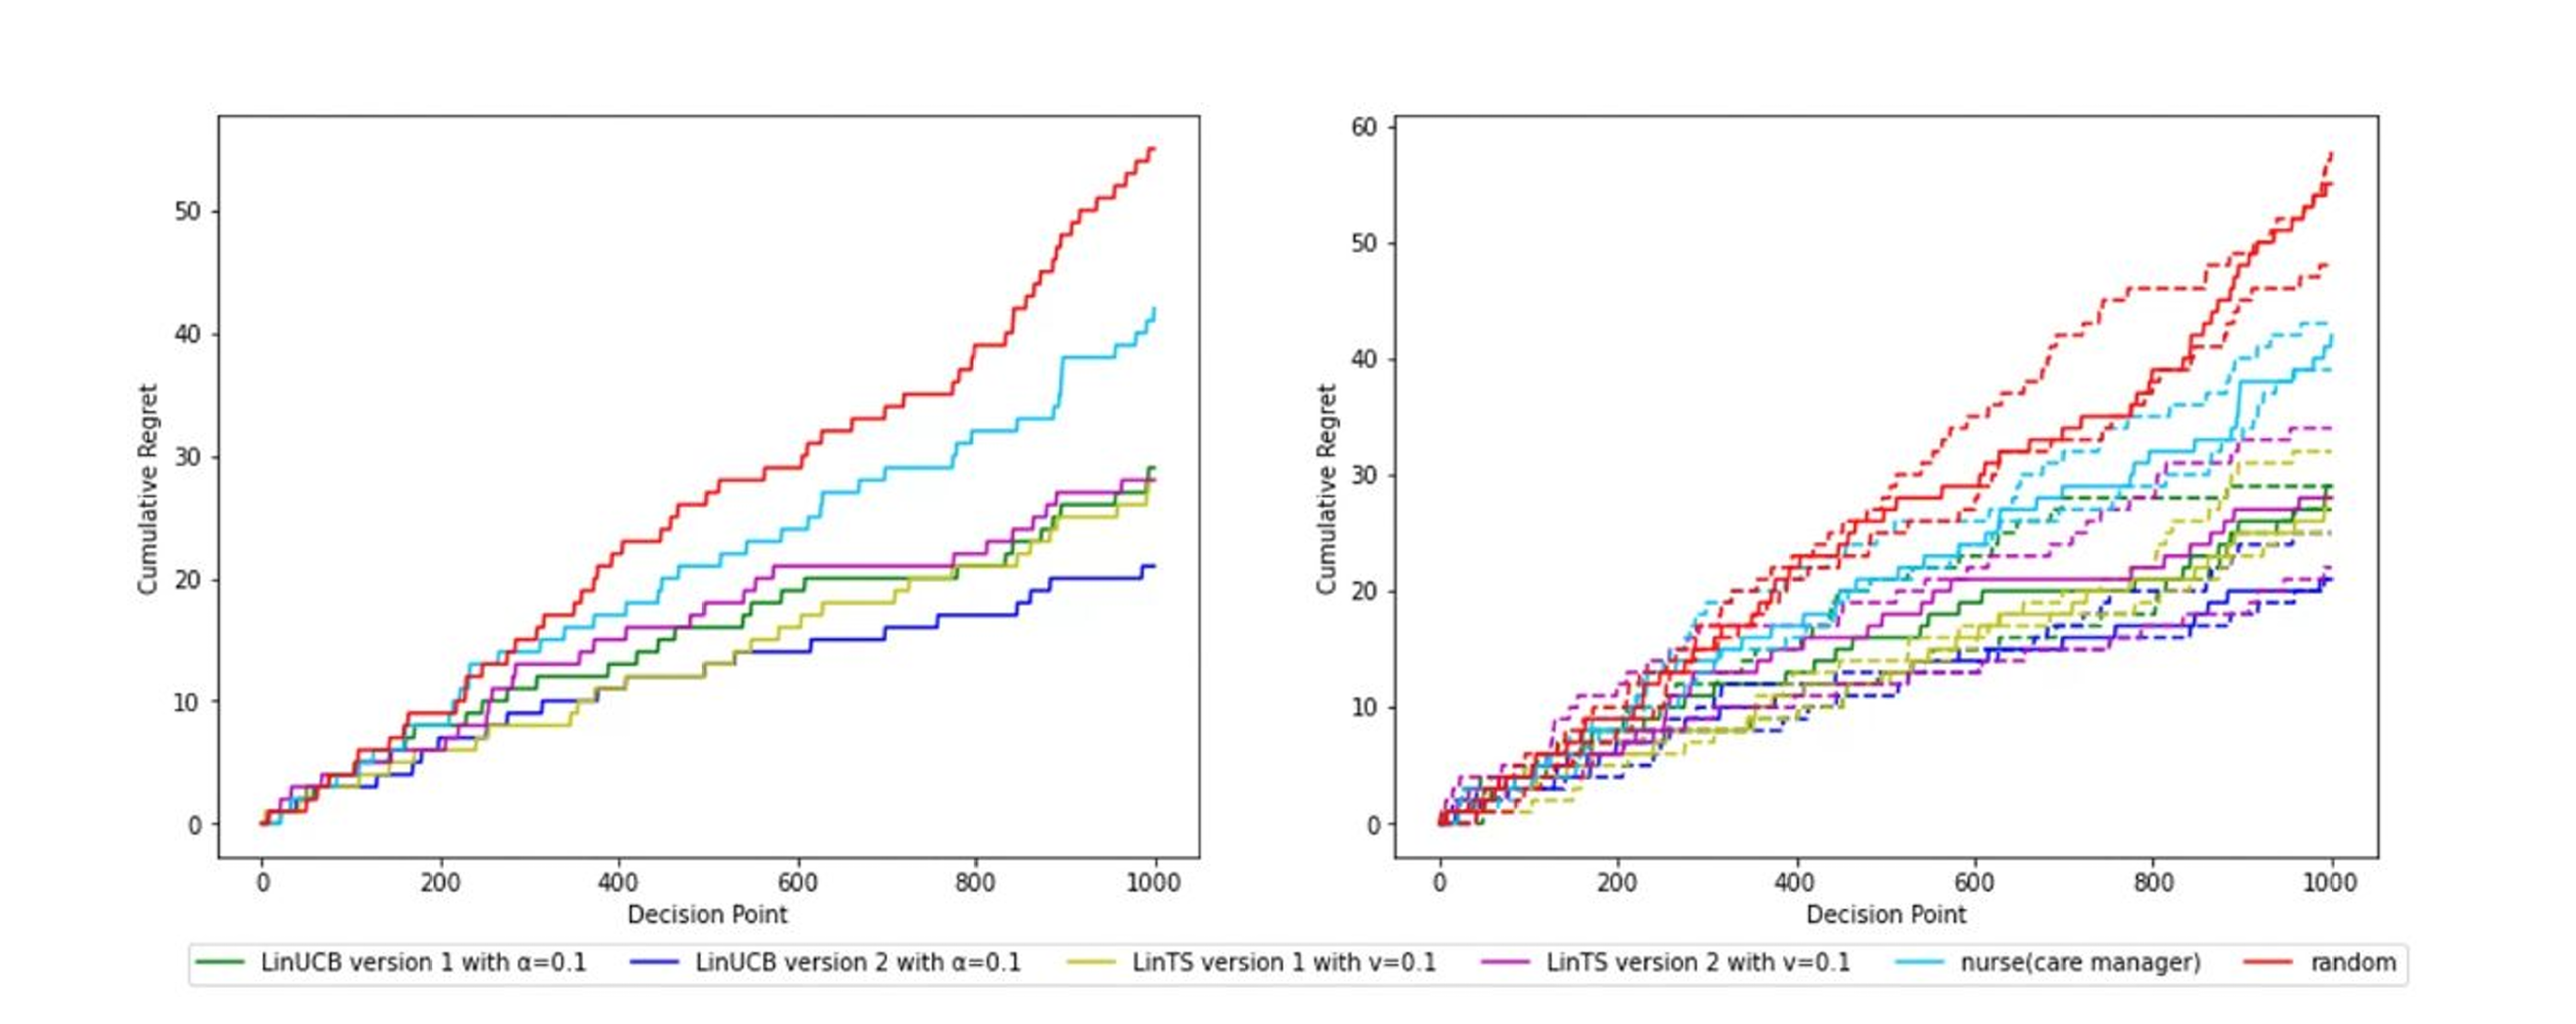 Cumulative Regret
50
40
30
20
10
0
0 200 400 600 800 1000
Decision Point
Cumulative Regret
60
50
40
30
20
10
0
0 200 400 600 800 1000
Decision Point
LinUCB version 1 with α=0.1 LinUCB version 2 with α=0.1 LinTS version 1 with v=0.1 LinTS version 2 with v=0.1 nurse(care manager) random